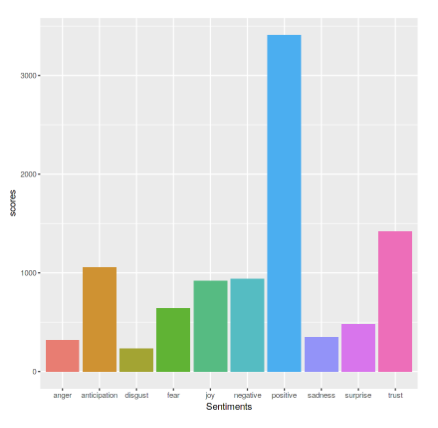 scores
3000
2000
1000
0
anger anticipation disgust fear joy negative positive sadness surprise trust
Sentiments